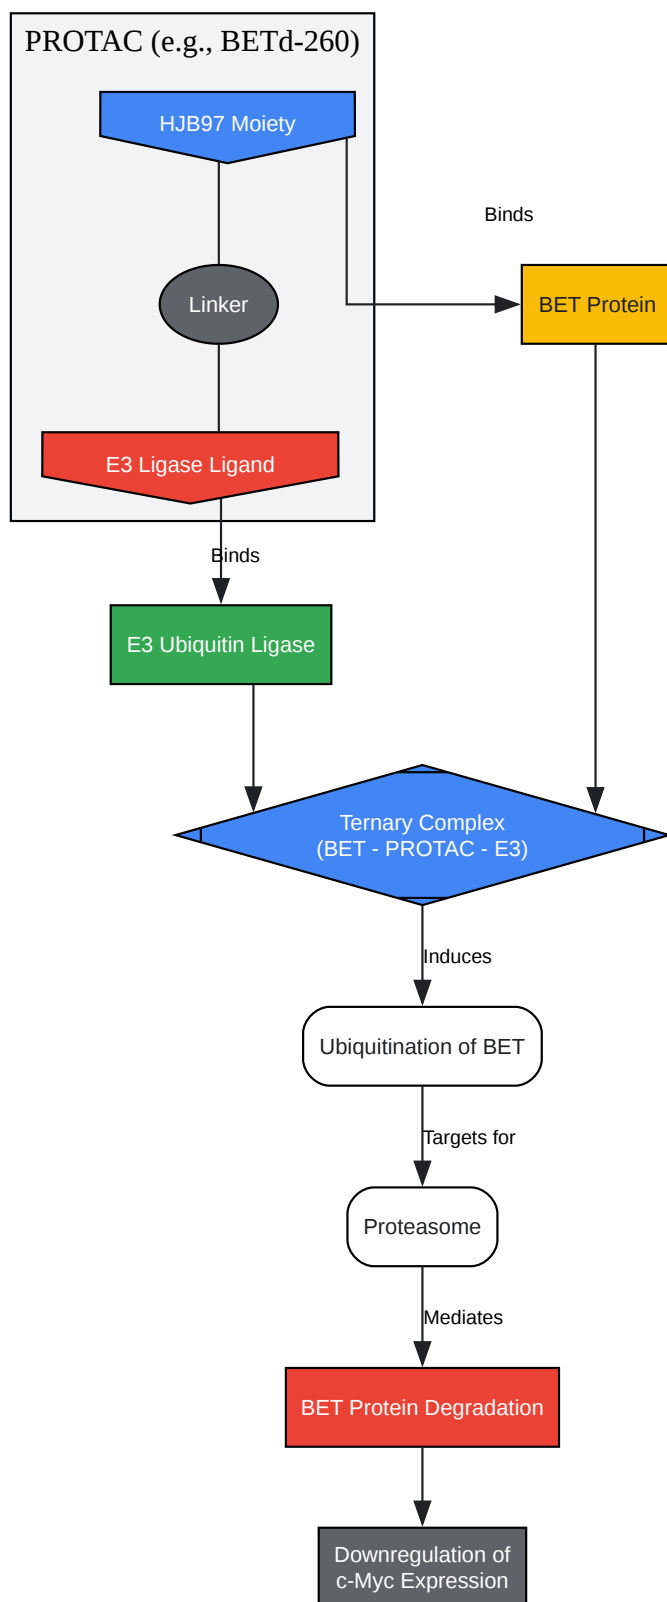 PROTAC (e.g., BETd-260)
HJB97 Moiety
Binds
Linker
BET Protein
E3 Ligase Ligand
Binds
E3 Ubiquitin Ligase
Ternary Complex
(BET - PROTAC - E3)
Induces
Ubiquitination of BET
Targets for
Proteasome
Mediates
BET Protein Degradation
Downregulation of
c-Myc Expression